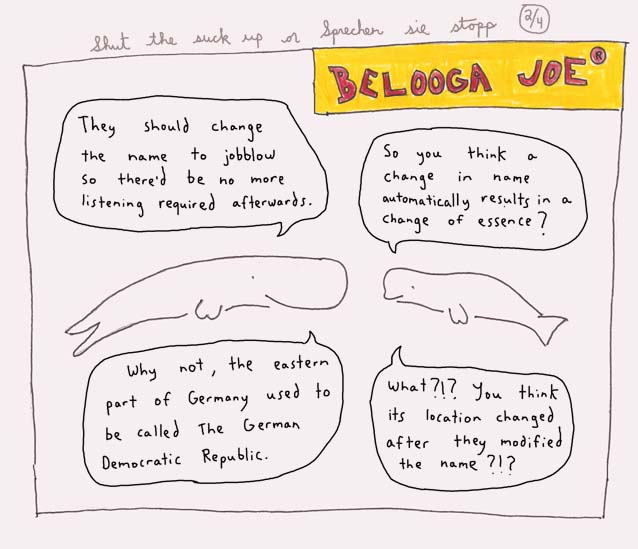 Shut the suck up or Sprechen sie stopp 2/4
BELOOGA JOE ®
They should change
the name to jobblow
so there'd be no more
listening required afterwards.
So you think a
change in name
automatically results in a
change of essence?
Why not, the eastern
part of Germany used to
be called The German
Democratic Republic.
What?!? You think
its location changed
after they modified
the name?!?